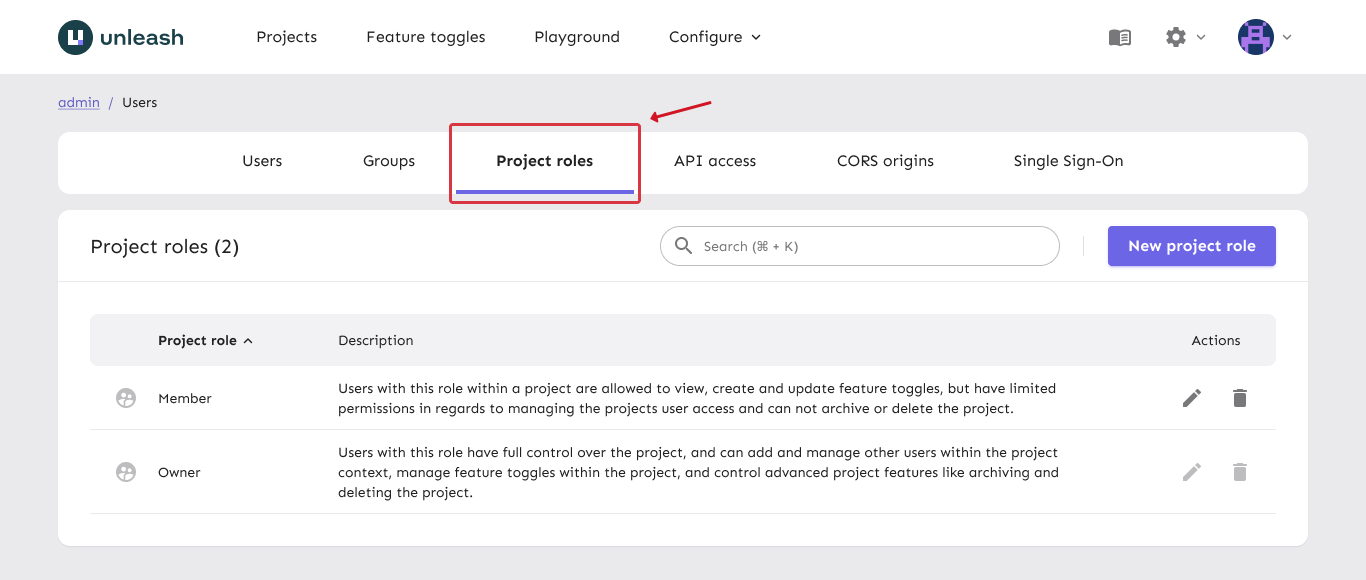 unleash
Projects
Feature toggles
Playground
Configure
admin / Users
Users
Groups
Project roles
API access
CORS origins
Single Sign-On
Project roles (2)
Search (⌘ + K)
New project role
Project role
Description
Actions
Member
Users with this role within a project are allowed to view, create and update feature toggles, but have limited
permissions in regards to managing the projects user access and can not archive or delete the project.
Owner
Users with this role have full control over the project, and can add and manage other users within the project
context, manage feature toggles within the project, and control advanced project features like archiving and
deleting the project.